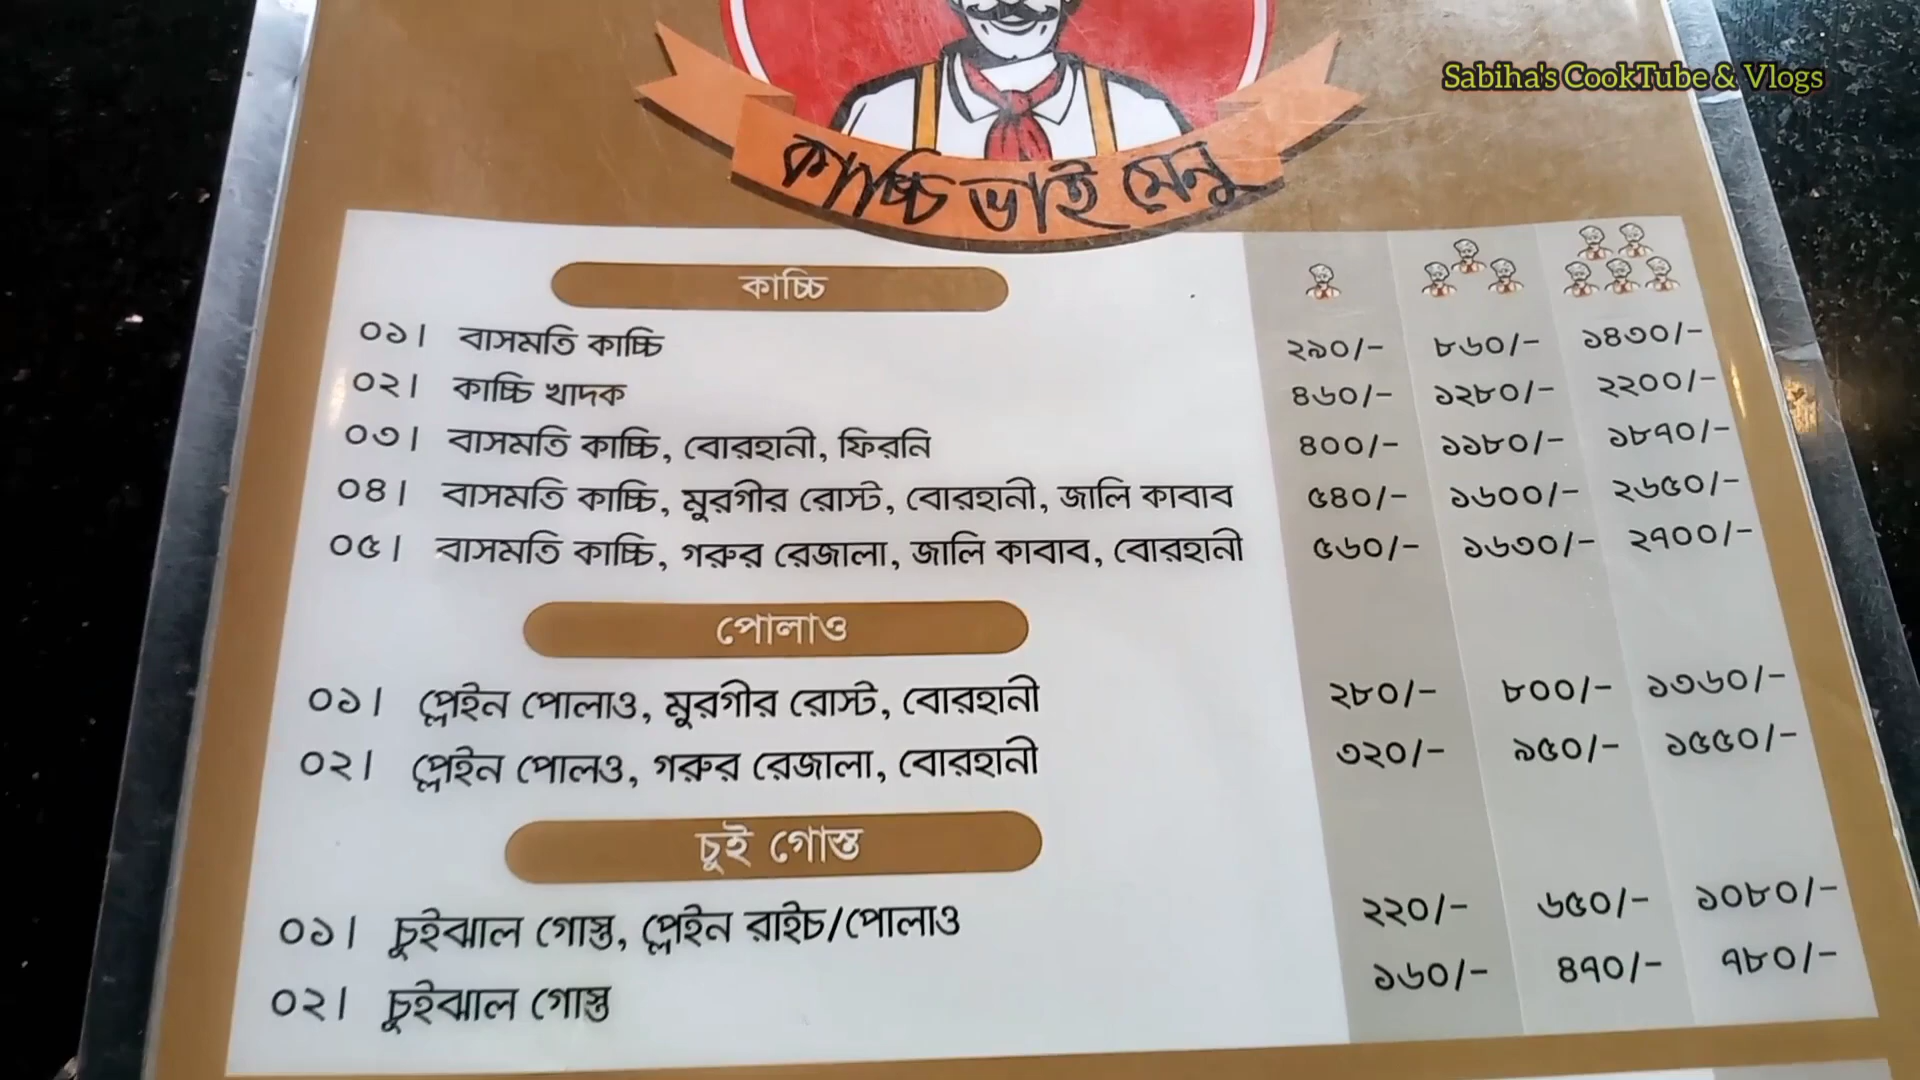 Sabiha's CookTube & Vlogs
কাচ্চি ভাই মেনু
কাচ্চি
০১। বাসমতি কাচ্চি ২৯০/- ৮৬০/- ১৪৩০/-
০২। কাচ্চি খাদক ৪৬০/- ১২৮০/- ২২০০/-
০৩। বাসমতি কাচ্চি, বোরহানী, ফিরনি ৪০০/- ১১৮০/- ১৮৭০/-
০৪। বাসমতি কাচ্চি, মুরগীর রোস্ট, বোরহানী, জালি কাবাব ৫৪০/- ১৬০০/- ২৬৫০/-
০৫। বাসমতি কাচ্চি, গরুর রেজালা, জালি কাবাব, বোরহানী ৫৬০/- ১৬৩০/- ২৭০০/-
পোলাও
০১। প্লেইন পোলাও, মুরগীর রোস্ট, বোরহানী ২৮০/- ৮০০/- ১৩৬০/-
০২। প্লেইন পোলও, গরুর রেজালা, বোরহানী ৩২০/- ৯৫০/- ১৫৫০/-
চুই গোস্ত
০১। চুইঝাল গোস্ত, প্লেইন রাইচ/পোলাও ২২০/- ৬৫০/- ১০৮০/-
০২। চুইঝাল গোস্ত ১৬০/- ৪৭০/- ৭৮০/-